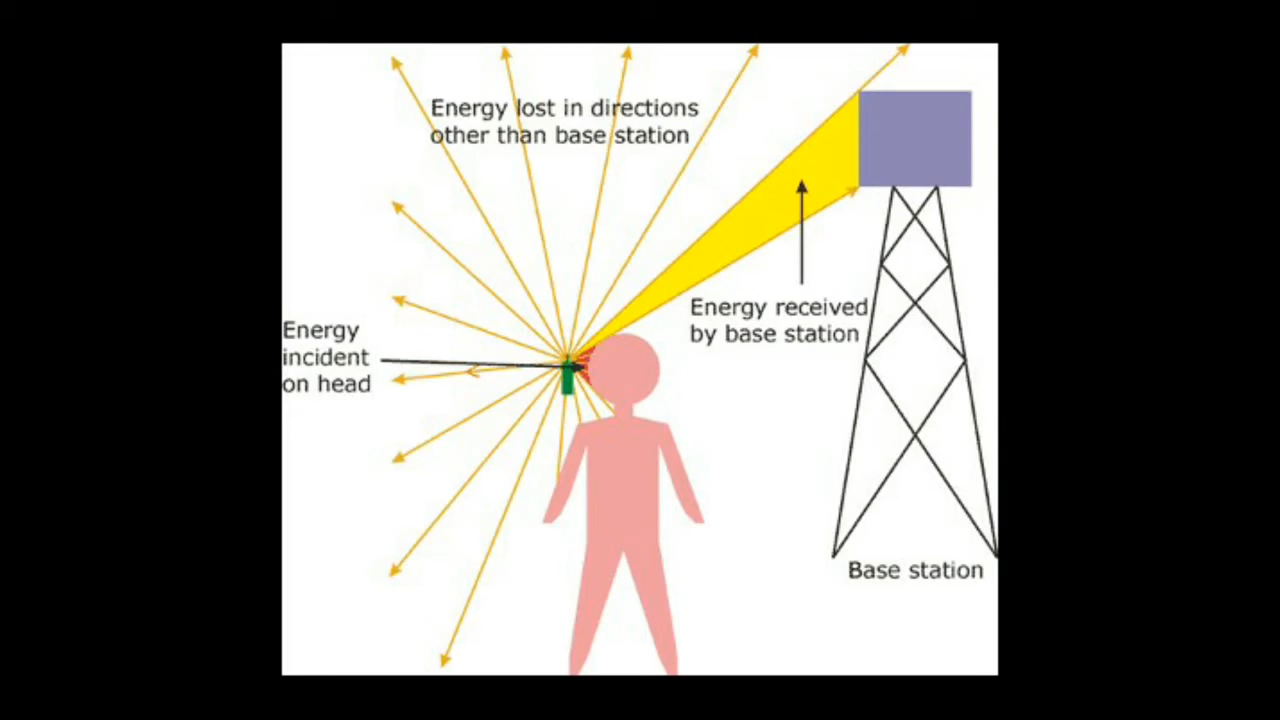 Energy lost in directions
other than base station
Energy received
by base station
Energy
incident
on head
Base station